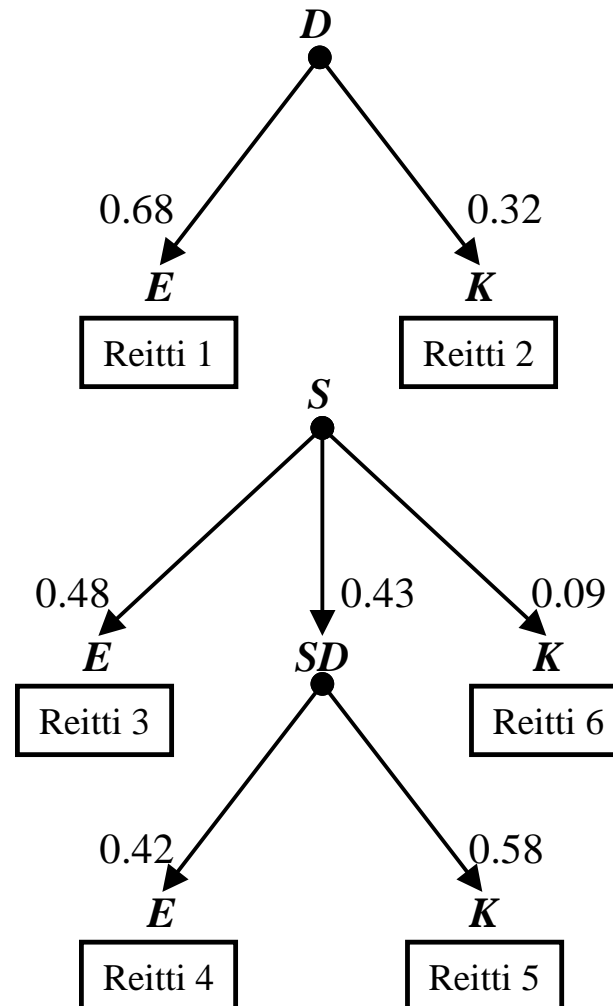 D
0.68 0.32
E K
Reitti 1 Reitti 2
S
0.48 0.43 0.09
E SD K
Reitti 3 Reitti 6
0.42 0.58
E K
Reitti 4 Reitti 5